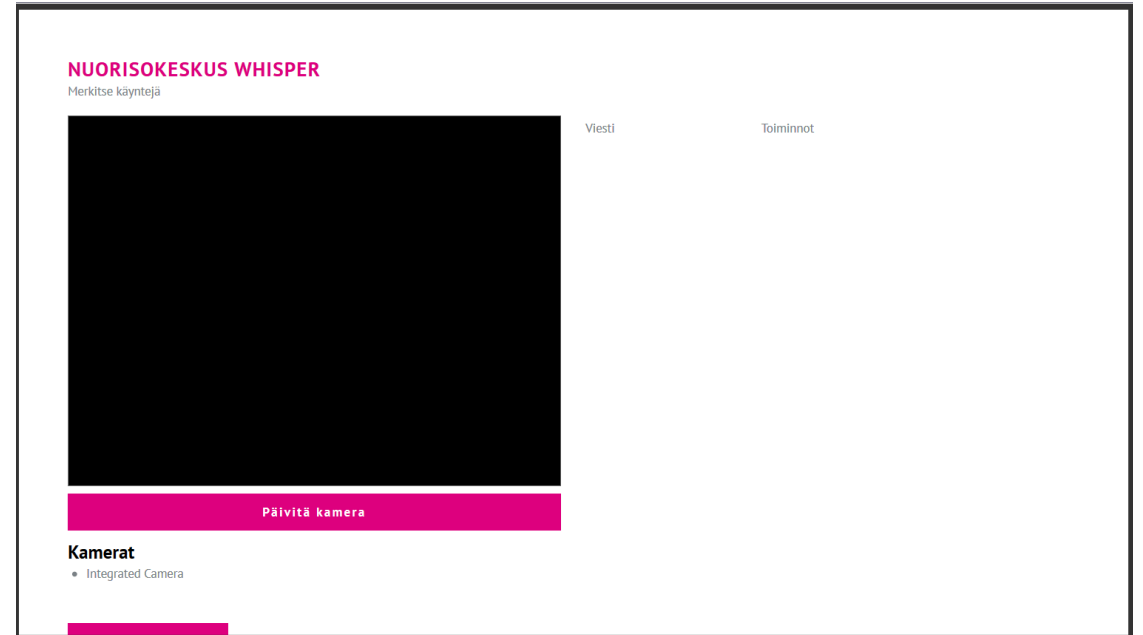 NUORISOKESKUS WHISPER
Merkitse käyntejä
Viesti
Toiminnot
Päivitä kamera
Kamerat
Integrated Camera